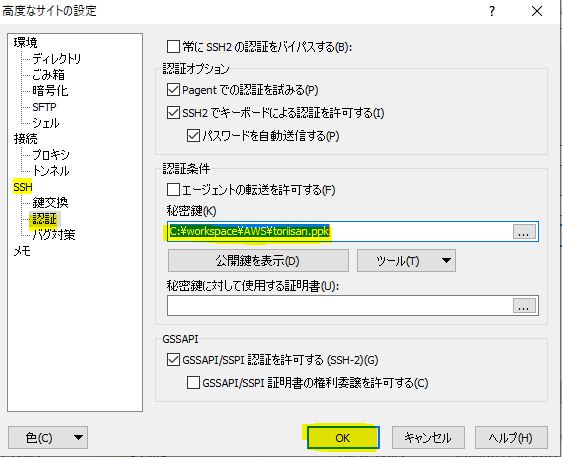 高度なサイトの設定
環境
ディレクトリ
ごみ箱
暗号化
SFTP
シェル
接続
プロキシ
トンネル
SSH
鍵交換
認証
バグ対策
メモ
常に SSH2 の認証をバイパスする(B):
認証オプション
Pagent での認証を試みる(P)
SSH2 でキーボードによる認証を許可する(I)
パスワードを自動送信する(P)
認証条件
エージェントの転送を許可する(F)
秘密鍵(K)
C:¥workspace¥AWS¥toriisan.ppk
...
公開鍵を表示(D)
ツール(T)
秘密鍵に対して使用する証明書(U):
...
GSSAPI
GSSAPI/SSPI 認証を許可する (SSH-2)(G)
GSSAPI/SSPI 証明書の権利委譲を許可する(C)
色(C)
OK
キャンセル
ヘルプ(H)